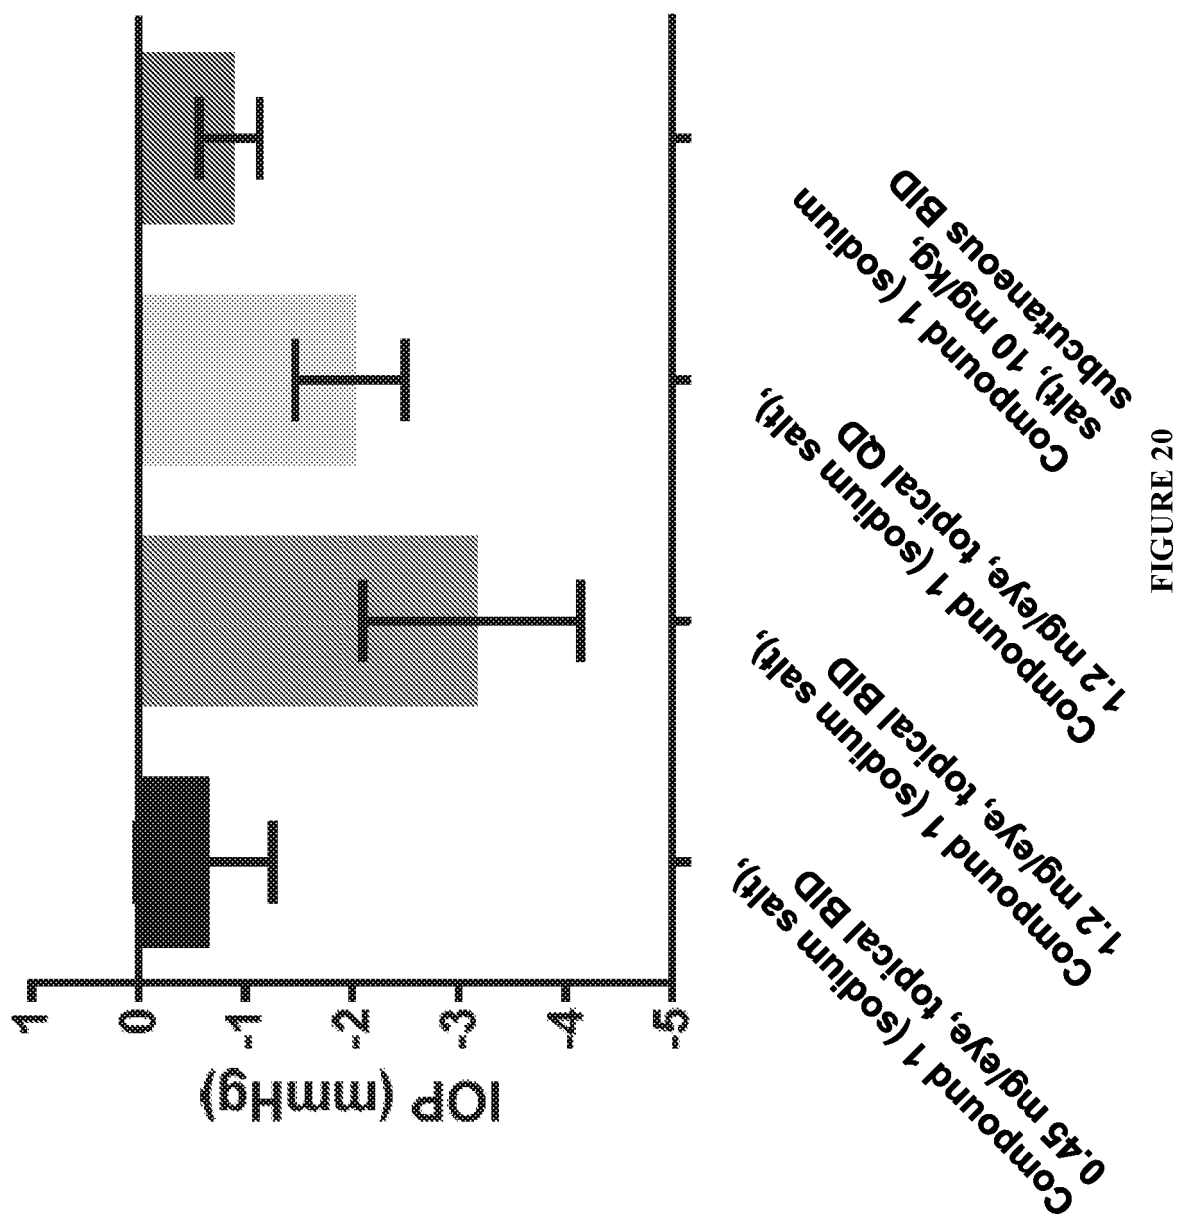 1
0
-1
-2
-3
-4
-5
IOP (mmHg)
Compound 1 (sodium salt),
0.45 mg/eye, topical BID
Compound 1 (sodium salt),
1.2 mg/eye, topical BID
Compound 1 (sodium salt),
1.2 mg/eye, topical QD
Compound 1 (sodium
salt), 10 mg/kg,
subcutaneous BID
FIGURE 20